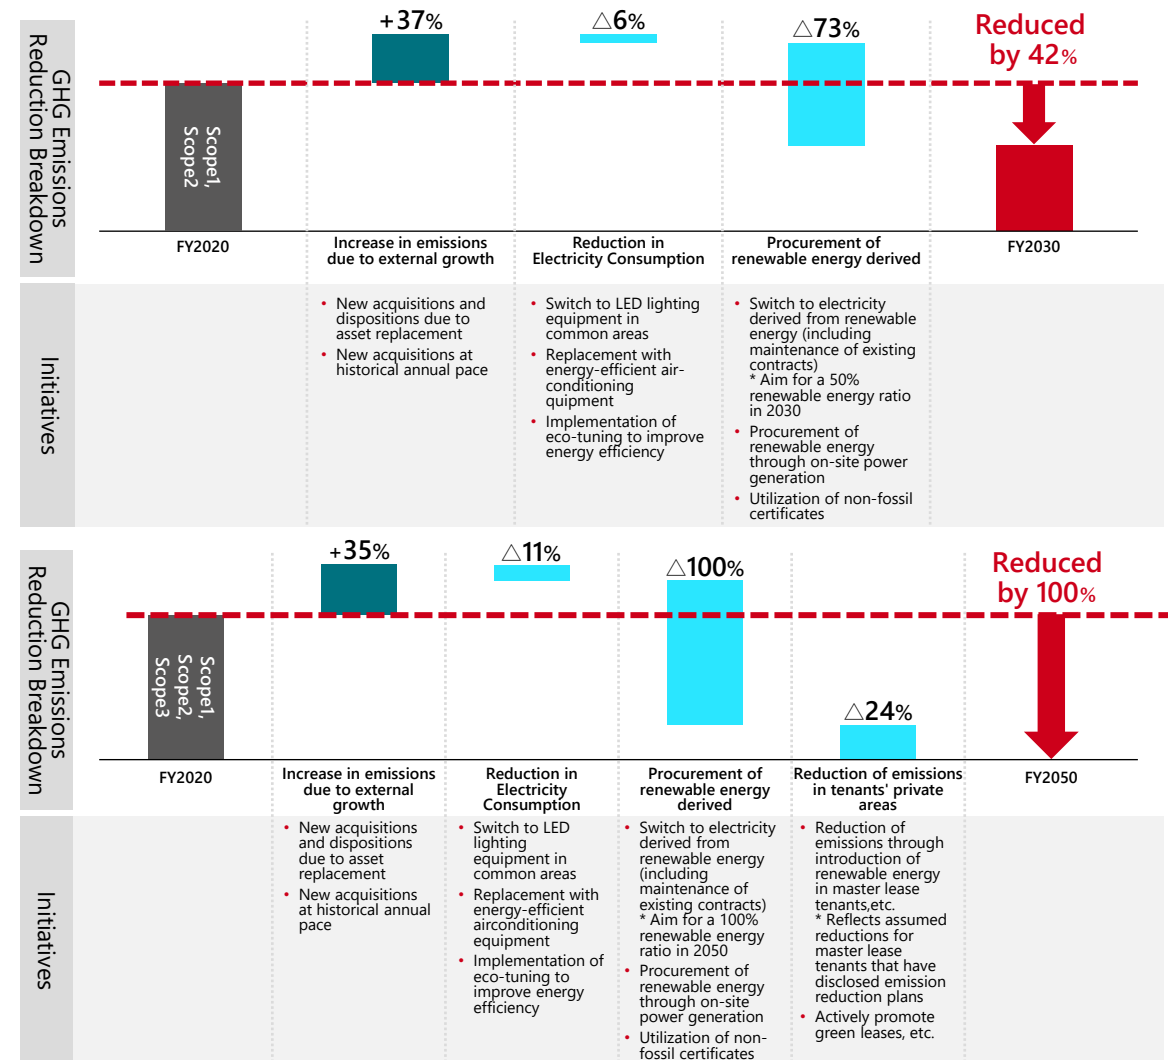 GHG Emissions
Reduction Breakdown
+37%
△6%
△73%
Reduced
by 42%
Scope1,
Scope2
FY2020
Increase in emissions
due to external growth
Reduction in
Electricity Consumption
Procurement of
renewable energy derived
FY2030
Initiatives
• New acquisitions and
dispositions due to
asset replacement
• New acquisitions at
historical annual pace
• Switch to LED lighting
equipment in
common areas
• Replacement with
energy-efficient air-
conditioning
quipment
• Implementation of
eco-tuning to improve
energy efficiency
• Switch to electricity
derived from renewable
energy (including
maintenance of existing
contracts)
* Aim for a 50%
renewable energy ratio
in 2030
• Procurement of
renewable energy
through on-site power
generation
• Utilization of non-fossil
certificates
GHG Emissions
Reduction Breakdown
+35%
△11%
△100%
△24%
Reduced
by 100%
Scope1,
Scope2,
Scope3
FY2020
Increase in emissions
due to external
growth
Reduction in
Electricity
Consumption
Procurement of
renewable energy
derived
Reduction of emissions
in tenants' private
areas
FY2050
Initiatives
• New acquisitions
and dispositions
due to asset
replacement
• New acquisitions
at historical annual
pace
• Switch to LED
lighting
equipment in
common areas
• Replacement with
energy-efficient
airconditioning
equipment
• Implementation of
eco-tuning to
improve energy
efficiency
• Switch to electricity
derived from
renewable energy
(including
maintenance of
existing contracts)
* Aim for a 100%
renewable energy
ratio in 2050
• Procurement of
renewable energy
through on-site
power generation
• Utilization of non-
fossil certificates
• Reduction of
emissions through
introduction of
renewable energy
in master lease
tenants,etc.
* Reflects assumed
reductions for
master lease
tenants that have
disclosed emission
reduction plans
• Actively promote
green leases, etc.